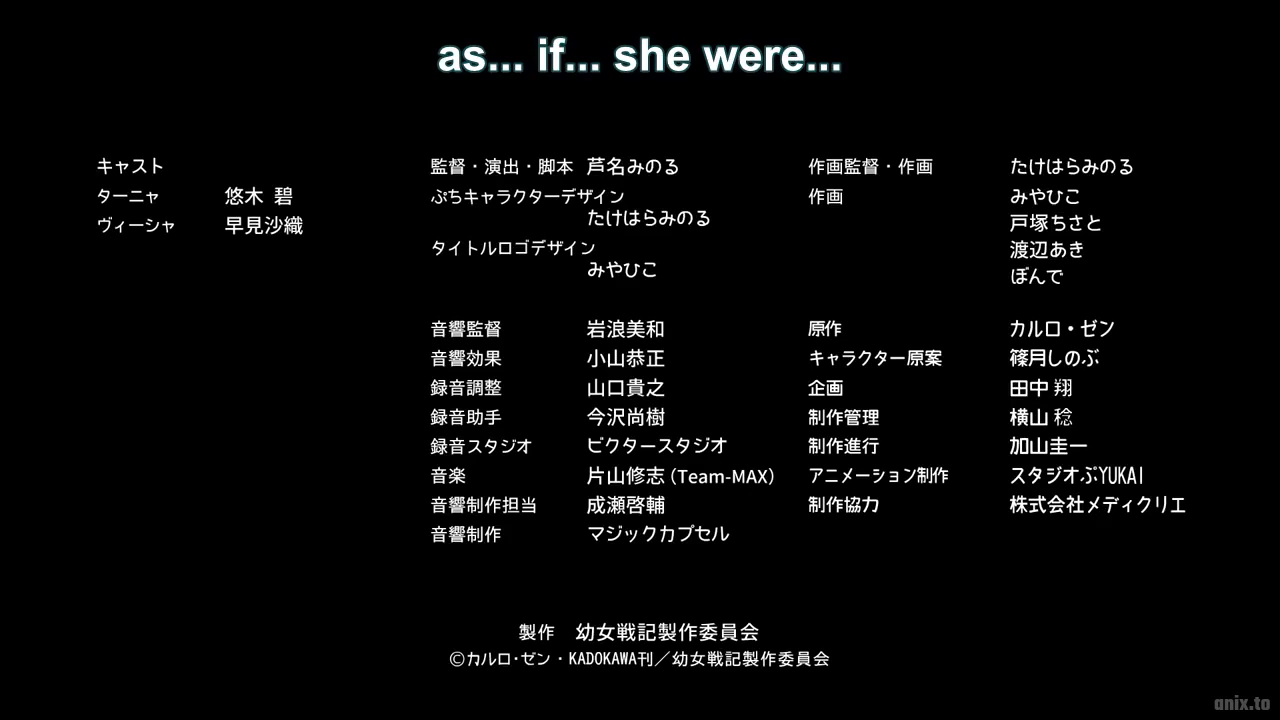 as... if... she were...
キャスト
ターニャ 悠木 碧
ヴィーシャ 早見沙織
監督・演出・脚本 芦名みのる
ぷちキャラクターデザイン
たけはらみのる
タイトルロゴデザイン
みやひこ
作画監督・作画 たけはらみのる
作画 みやひこ
戸塚ちさと
渡辺あき
ぼんで
音響監督 岩浪美和
音響効果 小山恭正
録音調整 山口貴之
録音助手 今沢尚樹
録音スタジオ ビクタースタジオ
音楽 片山修志(Team-MAX)
音響制作担当 成瀬啓輔
音響制作 マジックカプセル
原作 カルロ・ゼン
キャラクター原案 篠月しのぶ
企画 田中 翔
制作管理 横山 稔
制作進行 加山圭一
アニメーション制作 スタジオぷYUKAI
制作協力 株式会社メディクリエ
製作 幼女戦記製作委員会
©カルロ・ゼン・KADOKAWA刊／幼女戦記製作委員会
anix.to